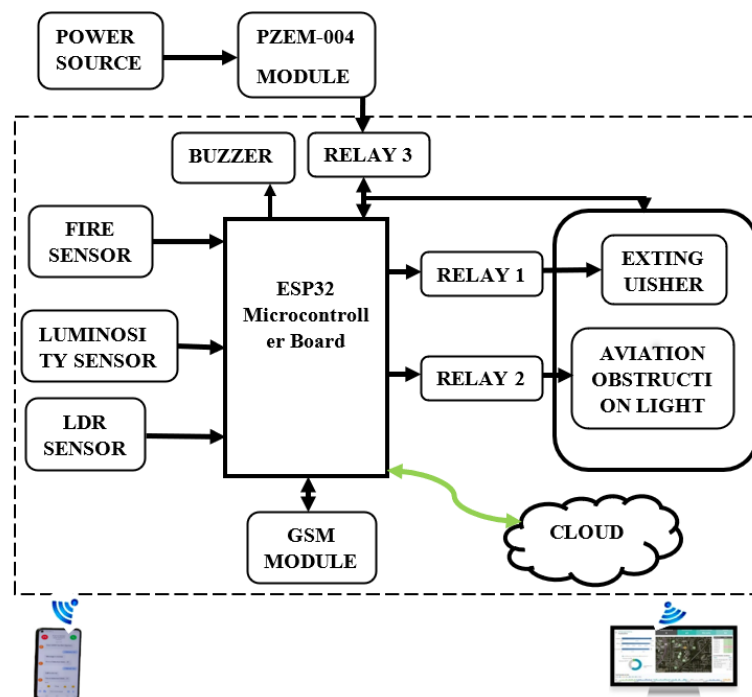 POWER
SOURCE
PZEM-004
MODULE
BUZZER
RELAY 3
FIRE
SENSOR
ESP32
Microcontroll
er Board
RELAY 1
EXTING
UISHER
LUMINOSI
TY SENSOR
RELAY 2
AVIATION
OBSTRUCTI
ON LIGHT
LDR
SENSOR
GSM
MODULE
CLOUD